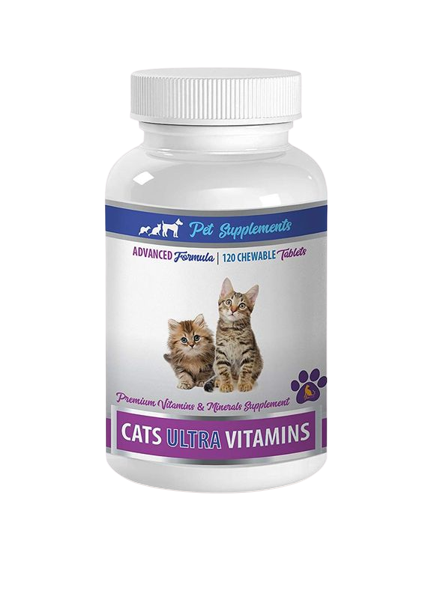 Pet Supplements
ADVANCED Formula | 120 CHEWABLE Tablets
Premium Vitamins & Minerals Supplement
CATS ULTRA VITAMINS